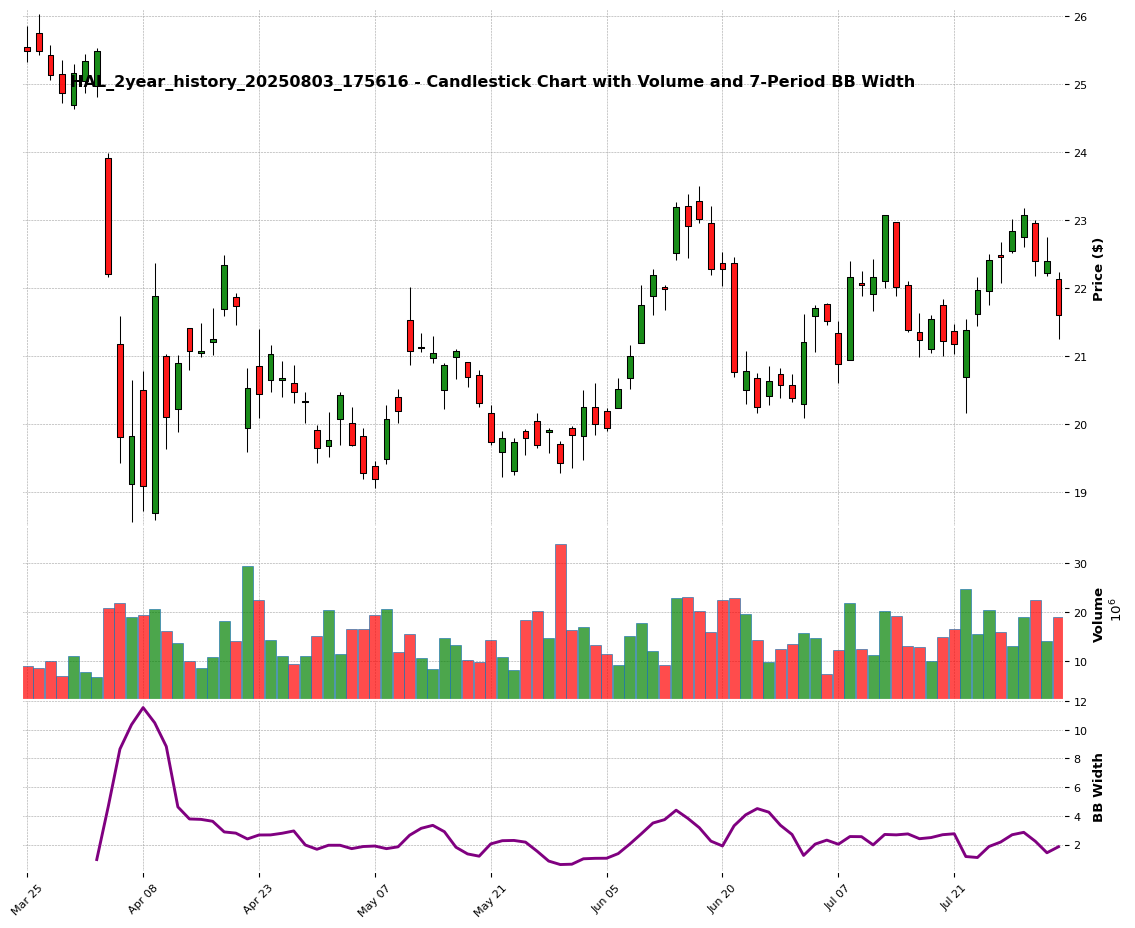 HAL_2year_history_20250803_175616 - Candlestick Chart with Volume and 7-Period BB Width
26
25
24
23
22
21
20
19
Price ($)
30
20
10
Volume
10^6
12
10
8
6
4
2
BB Width
Mar 25
Apr 08
Apr 23
May 07
May 21
Jun 05
Jun 20
Jul 07
Jul 21